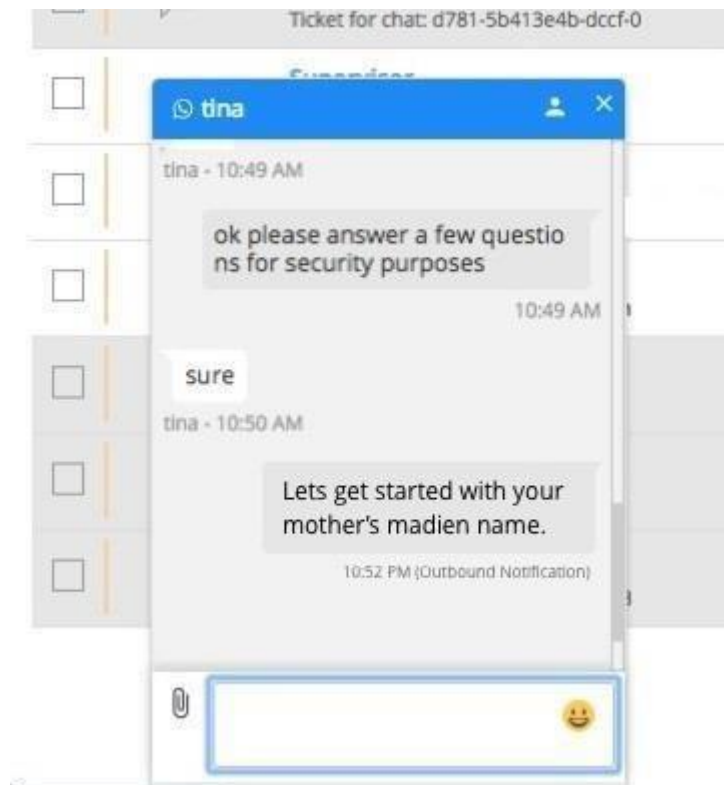 Ticket for chat: d781-5b413e4b-dccf-0
Supervisor
tina
tina - 10:49 AM
ok please answer a few questio
ns for security purposes
10:49 AM
sure
tina - 10:50 AM
Lets get started with your
mother's madien name.
10:52 PM (Outbound Notification)